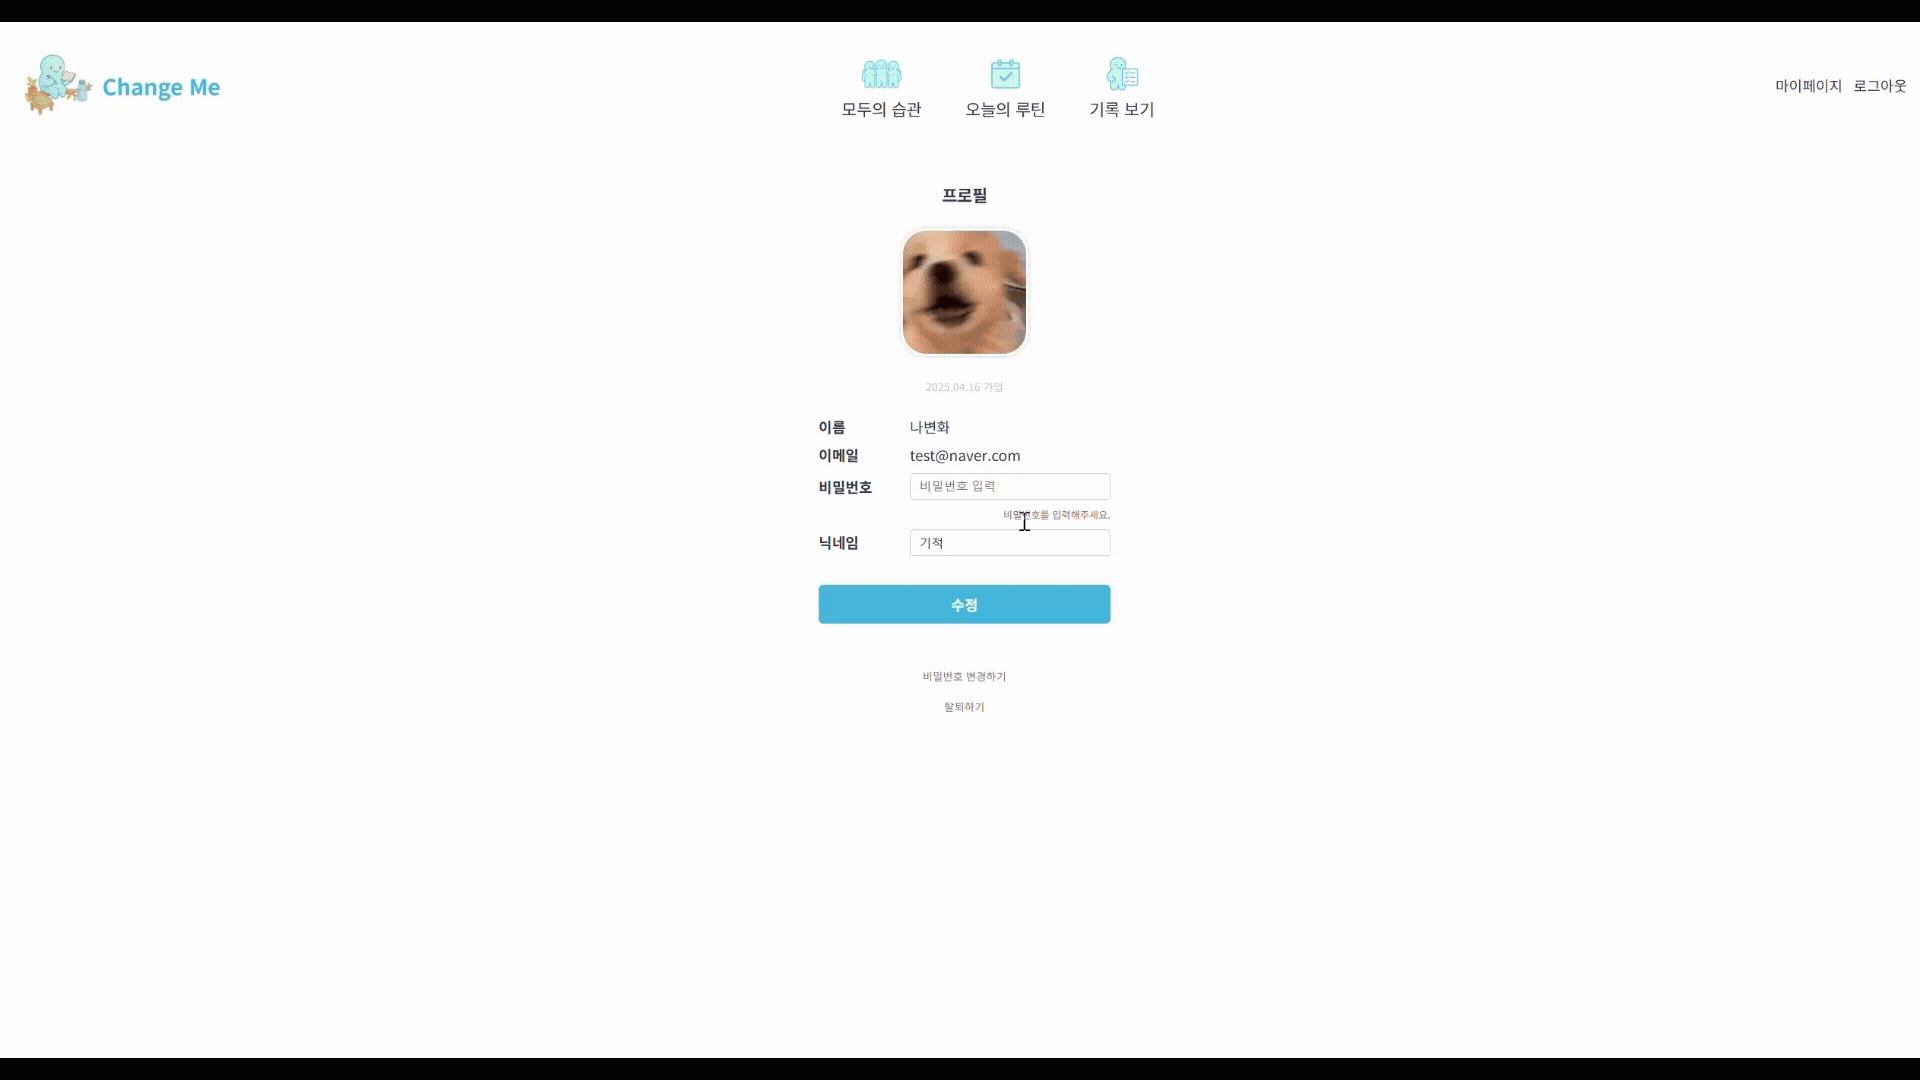 Change Me
모두의 습관
오늘의 루틴
기록 보기
마이페이지 로그아웃
프로필
2025.04.16 가입
이름 나변화
이메일 test@naver.com
비밀번호 비밀번호 입력
비밀번호를 입력해주세요.
닉네임 기적
수정
비밀번호 변경하기
탈퇴하기